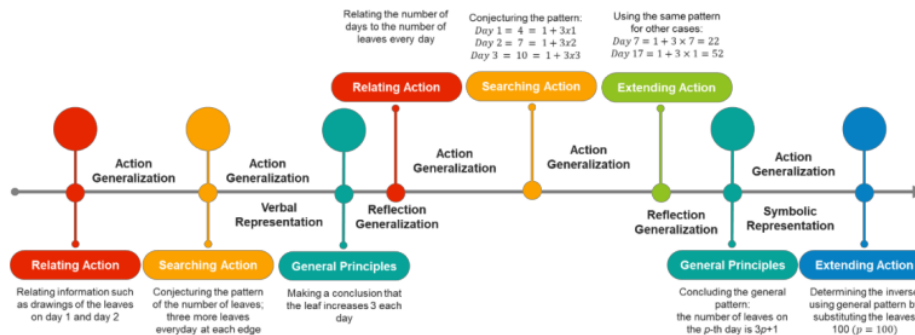 Relating the number of
days to the number of
leaves every day
Conjecturing the pattern:
Day 1 = 4 = 1 + 3x1
Day 2 = 7 = 1 + 3x2
Day 3 = 10 = 1 + 3x3
Using the same pattern
for other cases:
Day 7 = 1 + 3 × 7 = 22
Day 17 = 1 + 3 × 1 = 52
Relating Action
Searching Action
Extending Action
Action
Generalization
Action
Generalization
Action
Generalization
Action
Generalization
Action
Generalization
Verbal
Representation
Reflection
Generalization
Reflection
Generalization
Symbolic
Representation
Relating Action
Searching Action
General Principles
General Principles
Extending Action
Relating information such
as drawings of the leaves
on day 1 and day 2
Conjecturing the pattern
of the number of leaves;
three more leaves
everyday at each edge
Making a conclusion that
the leaf increases 3 each
day
Concluding the general
pattern:
the number of leaves
on the p-th day is 3p+1
Determining the inverse
using general pattern by
substituting the leaves
100 (p = 100)